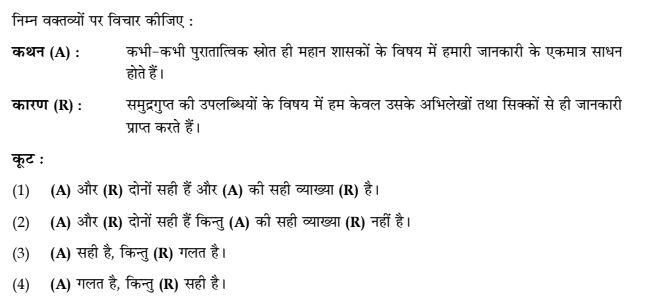 निम्न वक्तव्यों पर विचार कीजिए :
कथन (A) : कभी-कभी पुरातात्विक स्रोत ही महान शासकों के विषय में हमारी जानकारी के एकमात्र साधन
होते हैं।
कारण (R) : समुद्रगुप्त की उपलब्धियों के विषय में हम केवल उसके अभिलेखों तथा सिक्कों से ही जानकारी
प्राप्त करते हैं।
कूट :
(1) (A) और (R) दोनों सही हैं और (A) की सही व्याख्या (R) है।
(2) (A) और (R) दोनों सही हैं किन्तु (A) की सही व्याख्या (R) नहीं है।
(3) (A) सही है, किन्तु (R) गलत है।
(4) (A) गलत है, किन्तु (R) सही है।